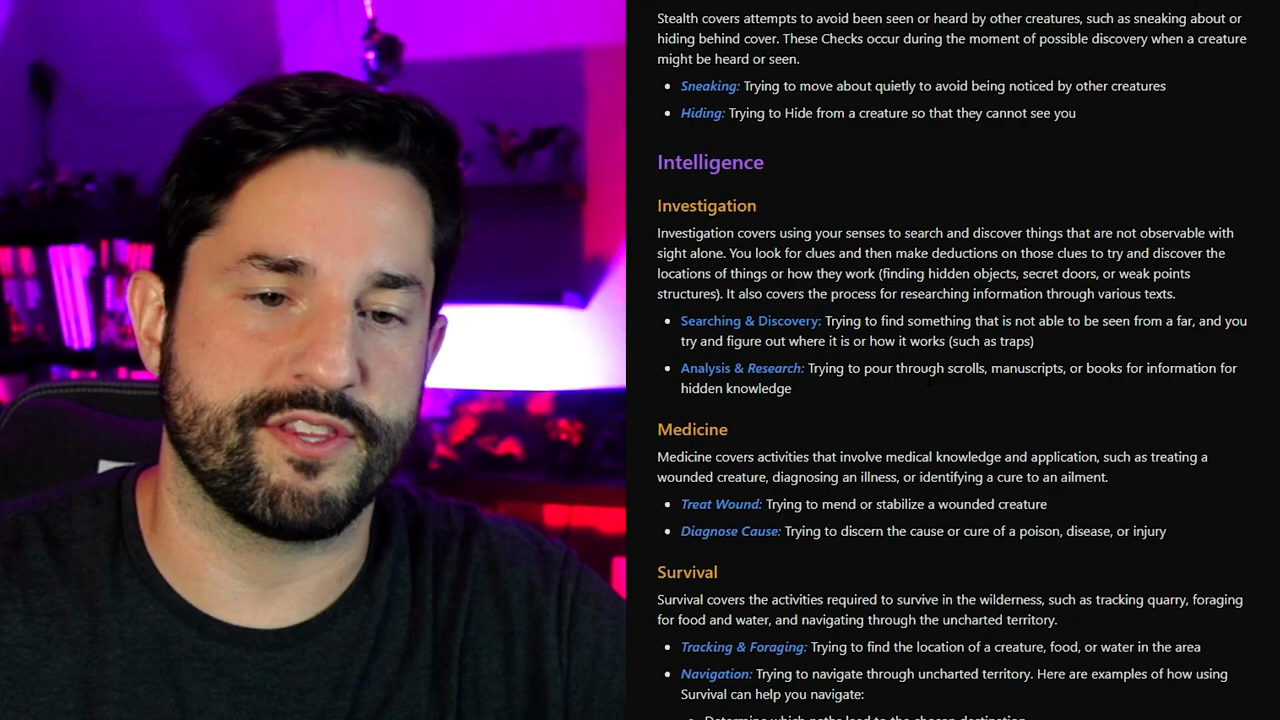 Stealth covers attempts to avoid been seen or heard by other creatures, such as sneaking about or
hiding behind cover. These Checks occur during the moment of possible discovery when a creature
might be heard or seen.
Sneaking: Trying to move about quietly to avoid being noticed by other creatures
Hiding: Trying to Hide from a creature so that they cannot see you
Intelligence
Investigation
Investigation covers using your senses to search and discover things that are not observable with
sight alone. You look for clues and then make deductions on those clues to try and discover the
locations of things or how they work (finding hidden objects, secret doors, or weak points
structures). It also covers the process for researching information through various texts.
Searching & Discovery: Trying to find something that is not able to be seen from a far, and you
try and figure out where it is or how it works (such as traps)
Analysis & Research: Trying to pour through scrolls, manuscripts, or books for information for
hidden knowledge
Medicine
Medicine covers activities that involve medical knowledge and application, such as treating a
wounded creature, diagnosing an illness, or identifying a cure to an ailment.
Treat Wound: Trying to mend or stabilize a wounded creature
Diagnose Cause: Trying to discern the cause or cure of a poison, disease, or injury
Survival
Survival covers the activities required to survive in the wilderness, such as tracking quarry, foraging
for food and water, and navigating through the uncharted territory.
Tracking & Foraging: Trying to find the location of a creature, food, or water in the area
Navigation: Trying to navigate through uncharted territory. Here are examples of how using
Survival can help you navigate:
Determine which paths lead to the chosen destination